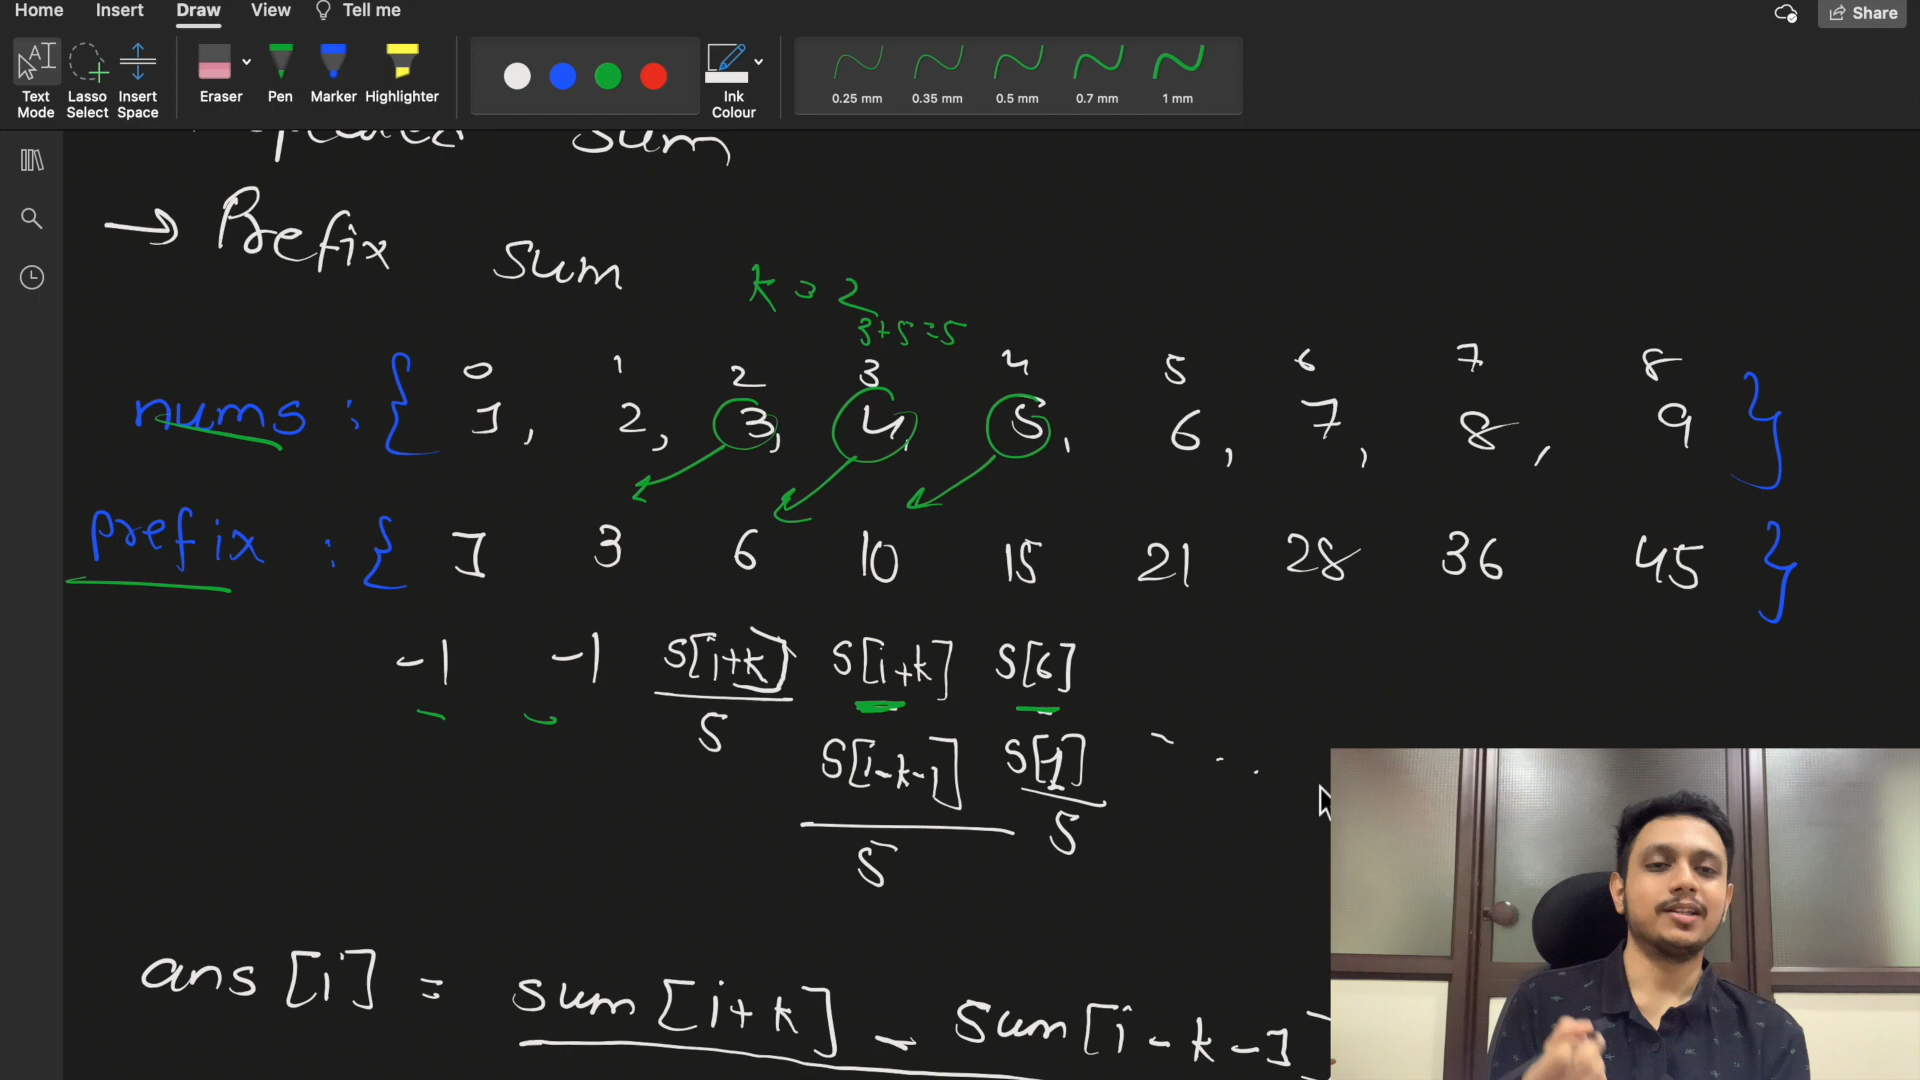 Home Insert Draw View Tell me Share
Text Mode Lasso Select Insert Space Eraser Pen Marker Highlighter Ink Colour 0.25 mm 0.35 mm 0.5 mm 0.7 mm 1 mm
sum
→ Prefix sum
k = 2
3+5=5
0 1 2 3 4 5 6 7 8
nums : { 1, 2, 3, 4, 5, 6, 7, 8, 9 }
prefix : { 1 3 6 10 15 21 28 36 45 }
-1 -1 S[i+k] S[i+k] S[6]
5 S[i-k-1] S[1] - . .
5 5
ans [i] = sum [i+k] - sum [i-k-1